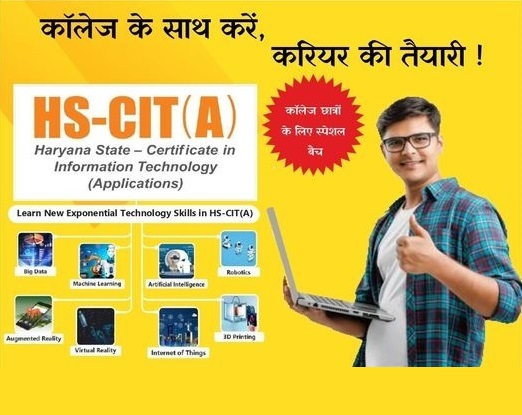 कॉलेज के साथ करें,
करियर की तैयारी !
HS-CIT(A)
Haryana State – Certificate in
Information Technology
(Applications)
कॉलेज छात्रों
के लिए स्पेशल
बैच
Learn New Exponential Technology Skills in HS-CIT(A)
Big Data
Machine Learning
Artificial Intelligence
Robotics
Augmented Reality
Virtual Reality
Internet of Things
3D Printing